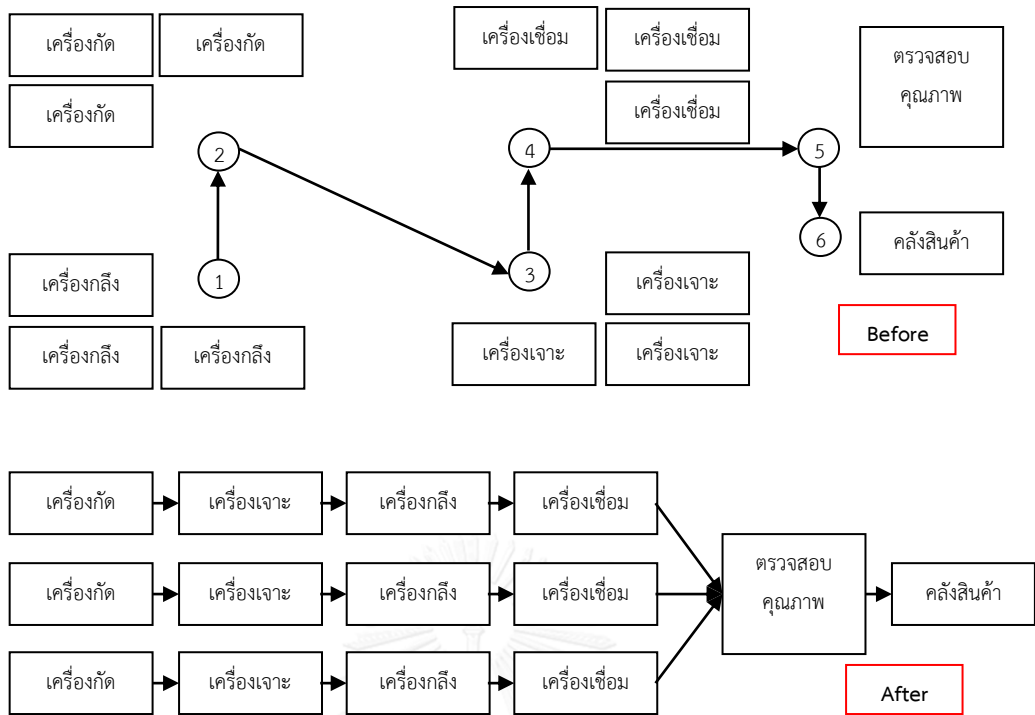 เครื่องกัด เครื่องกัด เครื่องเชื่อม เครื่องเชื่อม ตรวจสอบ
คุณภาพ
เครื่องกัด เครื่องเชื่อม
2 4 5
6 คลังสินค้า
1 3
เครื่องกลึง เครื่องเจาะ
Before
เครื่องกลึง เครื่องกลึง เครื่องเจาะ เครื่องเจาะ
เครื่องกัด เครื่องเจาะ เครื่องกลึง เครื่องเชื่อม
ตรวจสอบ
คุณภาพ
เครื่องกัด เครื่องเจาะ เครื่องกลึง เครื่องเชื่อม คลังสินค้า
เครื่องกัด เครื่องเจาะ เครื่องกลึง เครื่องเชื่อม
After